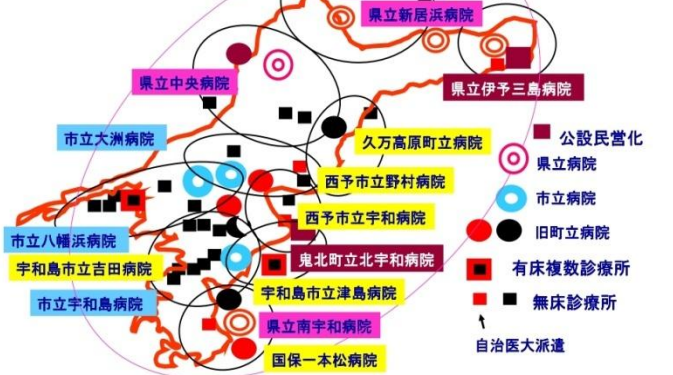 県立新居浜病院
県立中央病院
県立伊予三島病院
市立大洲病院
久万高原町立病院
公設民営化
県立病院
西予市立野村病院
市立病院
西予市立宇和病院
市立八幡浜病院
旧町立病院
鬼北町立北宇和病院
宇和島市立吉田病院
有床複数診療所
宇和島市立津島病院
市立宇和島病院
無床診療所
県立南宇和病院
自治医大派遣
国保一本松病院